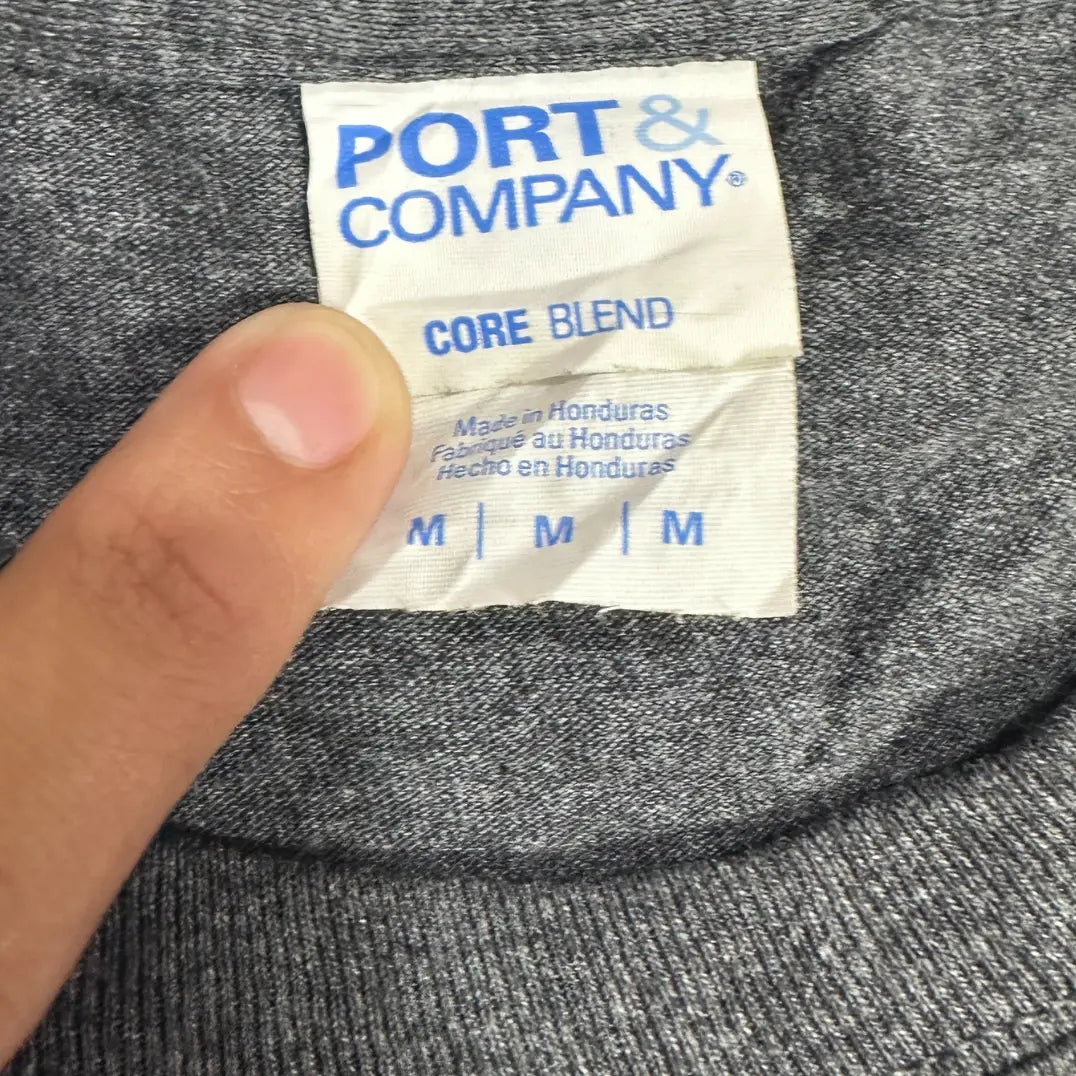 PORT &
COMPANY®
CORE BLEND
Made in Honduras
Fabriqué au Honduras
Hecho en Honduras
M | M | M